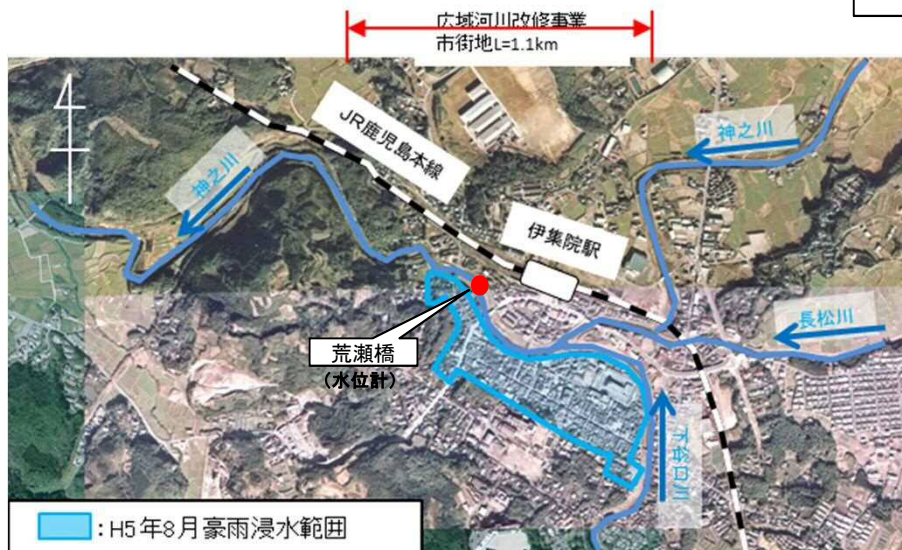 広域河川改修事業
市街地L=1.1km
JR鹿児島本線
神之川
神之川
伊集院駅
長松川
荒瀬橋
(水位計)
下谷口川
:H5年8月豪雨浸水範囲